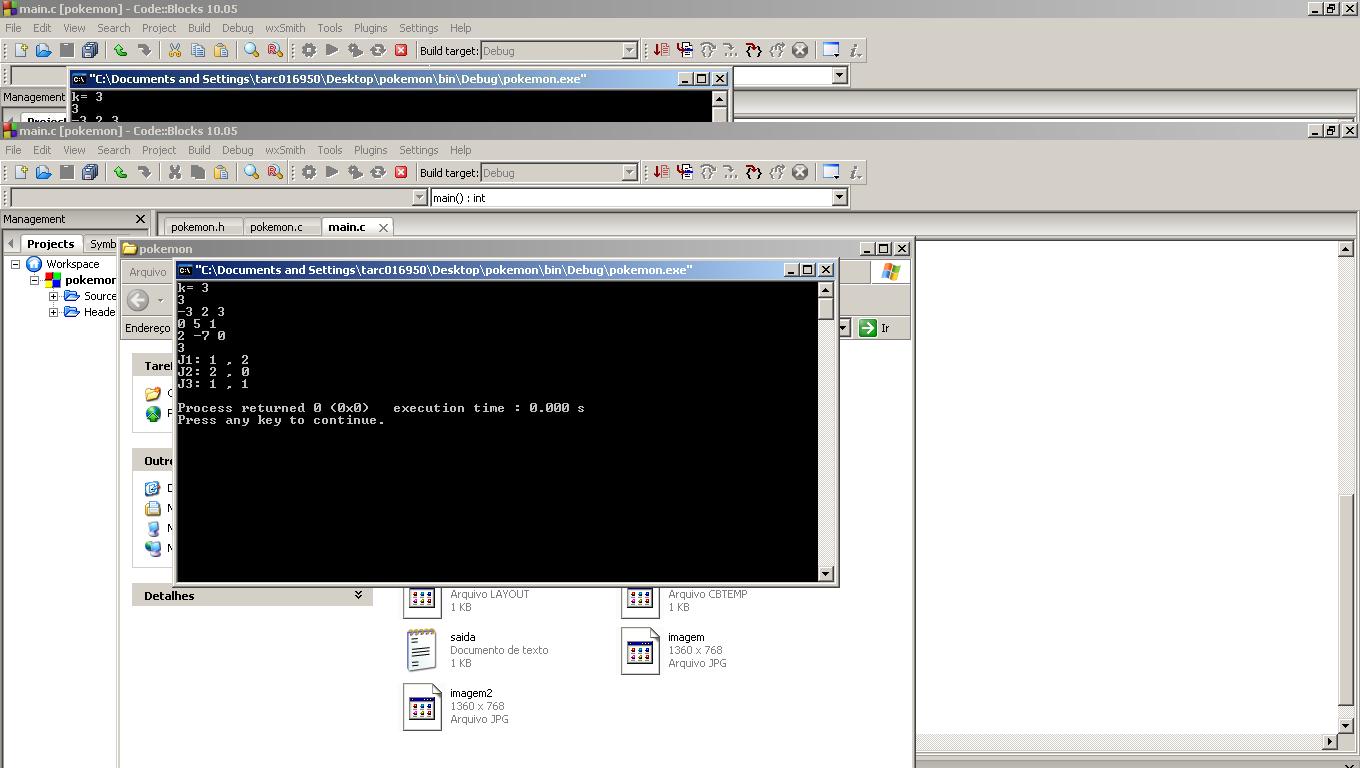 main.c [pokemon] - Code::Blocks 10.05
File Edit View Search Project Build Debug wxSmith Tools Plugins Settings Help
Build target: Debug
"C:\Documents and Settings\tarc016950\Desktop\pokemon\bin\Debug\pokemon.exe"
Management
k= 3
3
-3 2 3
main.c [pokemon] - Code::Blocks 10.05
File Edit View Search Project Build Debug wxSmith Tools Plugins Settings Help
Build target: Debug
main() : int
Management
pokemon.h pokemon.c main.c
Projects Symb
Workspace
pokemon
Source
Heade
pokemon
Arquivo
Endereço
Ir
"C:\Documents and Settings\tarc016950\Desktop\pokemon\bin\Debug\pokemon.exe"
k= 3
3
-3 2 3
0 5 1
2 -7 0
3
J1: 1 , 2
J2: 2 , 0
J3: 1 , 1
Process returned 0 (0x0) execution time : 0.000 s
Press any key to continue.
Tare
Outro
Detalhes
Arquivo LAYOUT
1 KB
Arquivo CBTEMP
1 KB
saida
Documento de texto
1 KB
imagem
1360 x 768
Arquivo JPG
imagem2
1360 x 768
Arquivo JPG